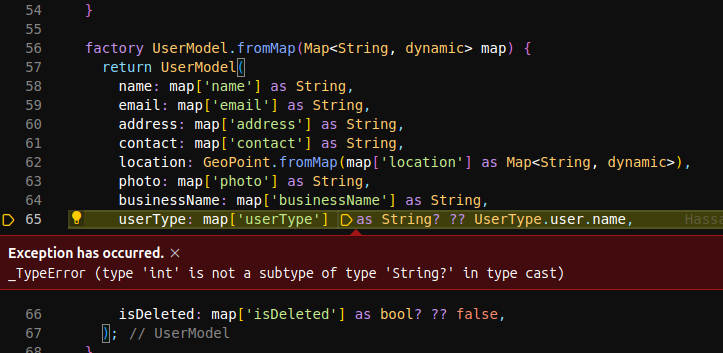 54 }
55
56 factory UserModel.fromMap(Map<String, dynamic> map) {
57 return UserModel(
58 name: map['name'] as String,
59 email: map['email'] as String,
60 address: map['address'] as String,
61 contact: map['contact'] as String,
62 location: GeoPoint.fromMap(map['location'] as Map<String, dynamic>),
63 photo: map['photo'] as String,
64 businessName: map['businessName'] as String,
65 userType: map['userType'] as String? ?? UserType.user.name, Hassa
Exception has occurred. ×
_TypeError (type 'int' is not a subtype of type 'String?' in type cast)
66 isDeleted: map['isDeleted'] as bool? ?? false,
67 ); // UserModel
68 }